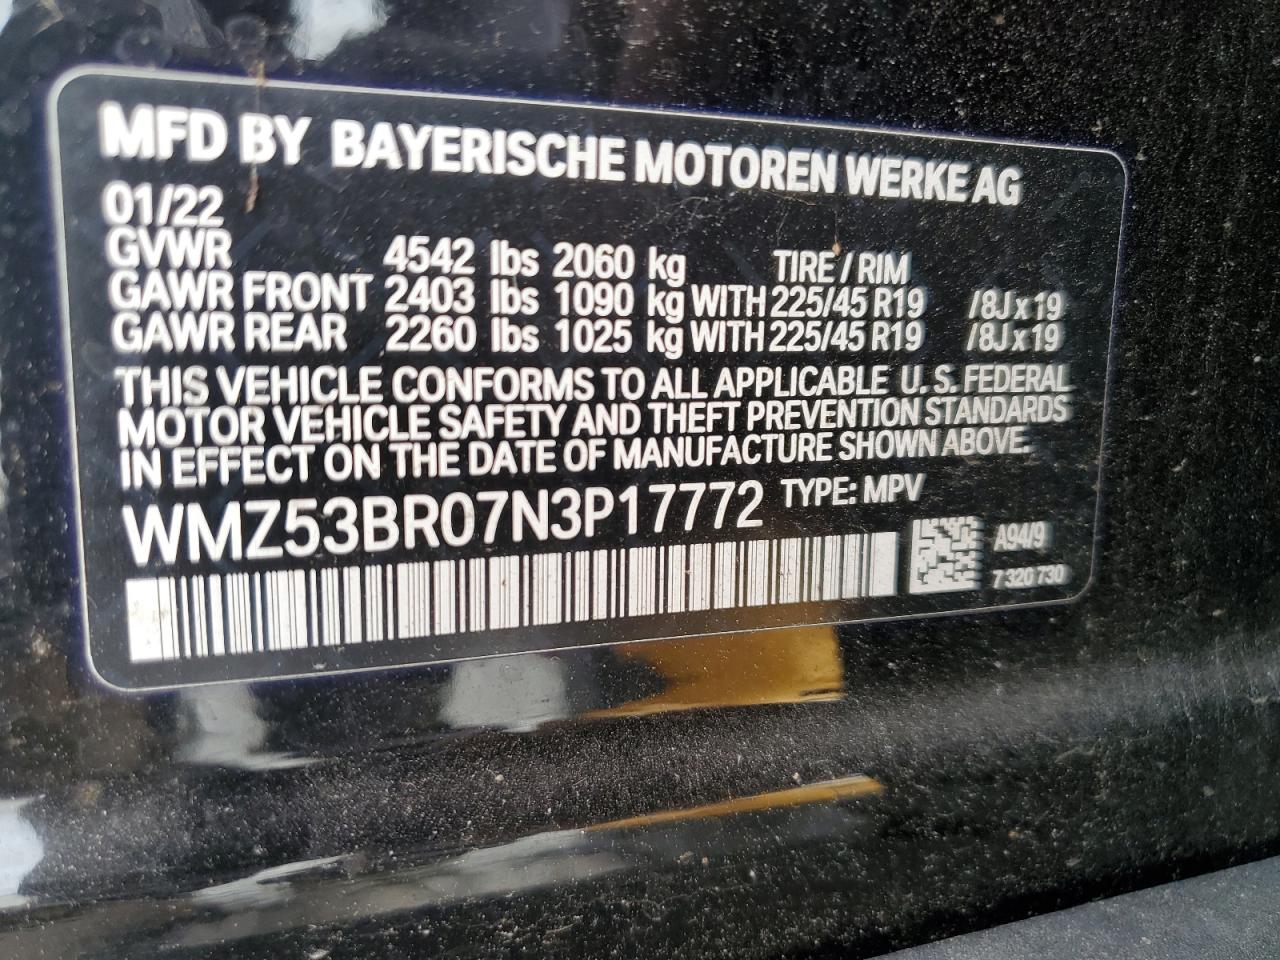 MFD BY BAYERISCHE MOTOREN WERKE AG
01/22
GVWR 4542 lbs 2060 kg TIRE / RIM
GAWR FRONT 2403 lbs 1090 kg WITH 225/45 R19 /8J x 19
GAWR REAR 2260 lbs 1025 kg WITH 225/45 R19 /8J x 19
THIS VEHICLE CONFORMS TO ALL APPLICABLE U. S. FEDERAL
MOTOR VEHICLE SAFETY AND THEFT PREVENTION STANDARDS
IN EFFECT ON THE DATE OF MANUFACTURE SHOWN ABOVE.
WMZ53BR07N3P17772 TYPE: MPV
A94/9
7 320 730